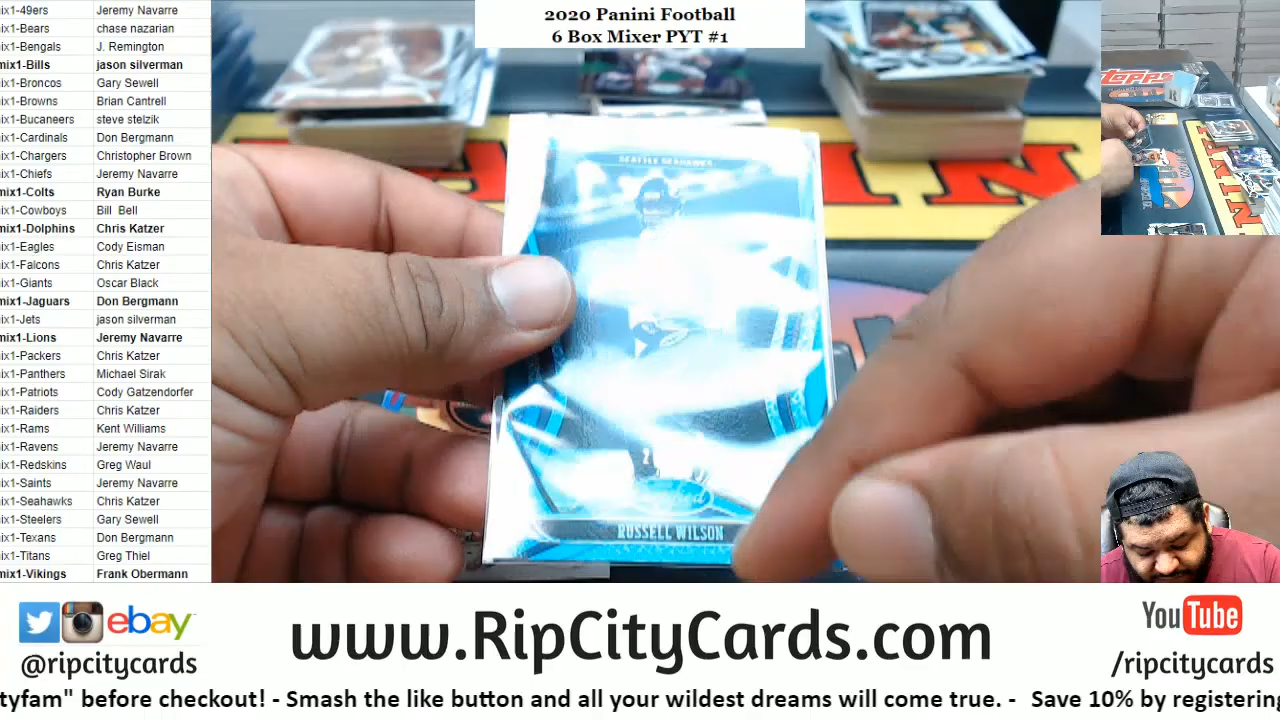 2020 Panini Football
6 Box Mixer PYT #1
ix1-49ers Jeremy Navarre
ix1-Bears chase nazarian
ix1-Bengals J. Remington
mix1-Bills jason silverman
ix1-Broncos Gary Sewell
ix1-Browns Brian Cantrell
ix1-Bucaneers steve stelzik
ix1-Cardinals Don Bergmann
ix1-Chargers Christopher Brown
ix1-Chiefs Jeremy Navarre
mix1-Colts Ryan Burke
ix1-Cowboys Bill Bell
mix1-Dolphins Chris Katzer
ix1-Eagles Cody Eisman
ix1-Falcons Chris Katzer
ix1-Giants Oscar Black
mix1-Jaguars Don Bergmann
ix1-Jets jason silverman
mix1-Lions Jeremy Navarre
ix1-Packers Chris Katzer
ix1-Panthers Michael Sirak
ix1-Patriots Cody Gatzendorfer
ix1-Raiders Chris Katzer
ix1-Rams Kent Williams
ix1-Ravens Jeremy Navarre
ix1-Redskins Greg Waul
ix1-Saints Jeremy Navarre
ix1-Seahawks Chris Katzer
ix1-Steelers Gary Sewell
ix1-Texans Don Bergmann
ix1-Titans Greg Thiel
mix1-Vikings Frank Obermann
SEATTLE SEAHAWKS
RUSSELL WILSON
TOPPS
ebay
@ripcitycards
www.RipCityCards.com
YouTube
/ripcitycards
tyfam" before checkout! - Smash the like button and all your wildest dreams will come true. - Save 10% by registering